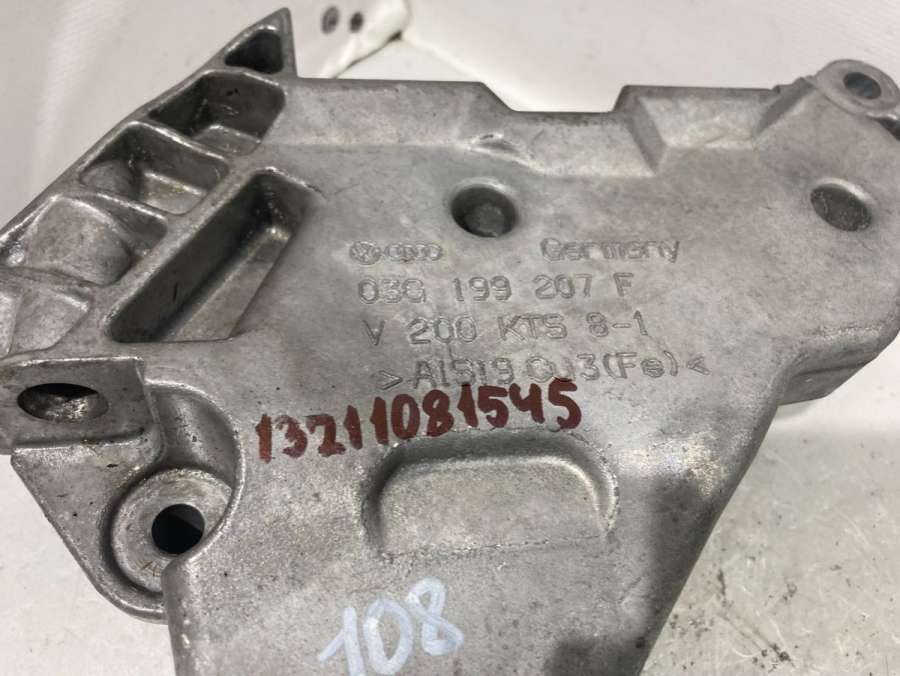 Germany
03G 199 207 F
V 200 KTS 8-1
>AlSi9Cu3(Fe)<
13211081545
108